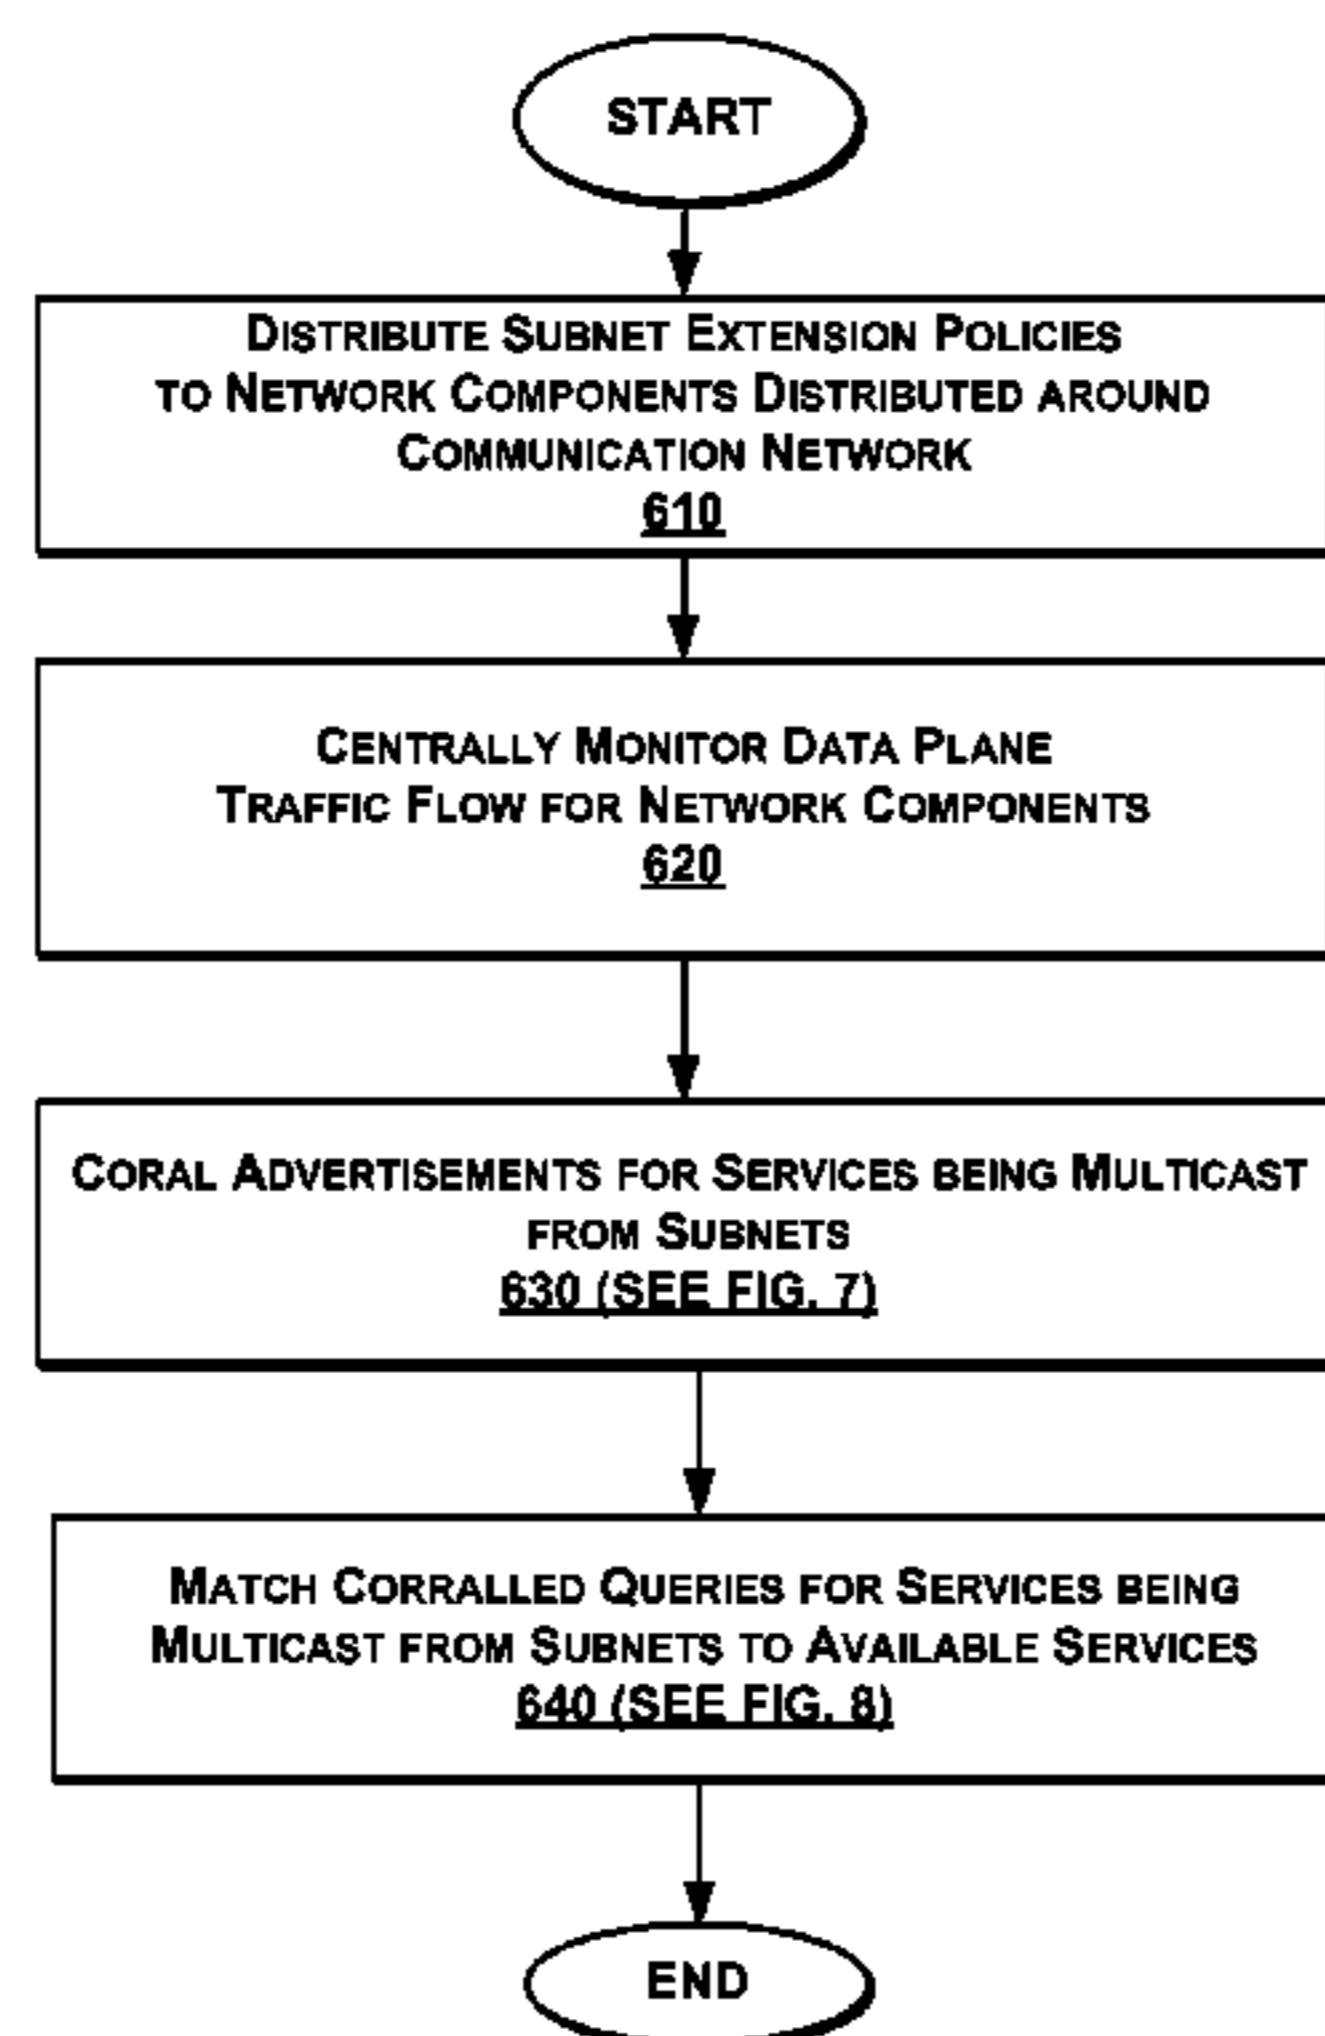 START
DISTRIBUTE SUBNET EXTENSION POLICIES
TO NETWORK COMPONENTS DISTRIBUTED AROUND
COMMUNICATION NETWORK
610
CENTRALLY MONITOR DATA PLANE
TRAFFIC FLOW FOR NETWORK COMPONENTS
620
CORAL ADVERTISEMENTS FOR SERVICES BEING MULTICAST
FROM SUBNETS
630 (SEE FIG. 7)
MATCH CORRALLED QUERIES FOR SERVICES BEING
MULTICAST FROM SUBNETS TO AVAILABLE SERVICES
640 (SEE FIG. 8)
END